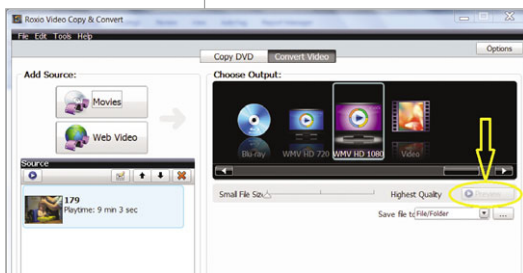 Roxio Video Copy & Convert
File Edit Tools Help
Options
Copy DVD
Convert Video
Add Source:
Choose Output:
Movies
Web Video
Blu-ray
WMV HD 720
WMV HD 1080
Video
Source
179
Playtime: 9 min 3 sec
Small File Size
Highest Quality
Save file to
File/Folder
...